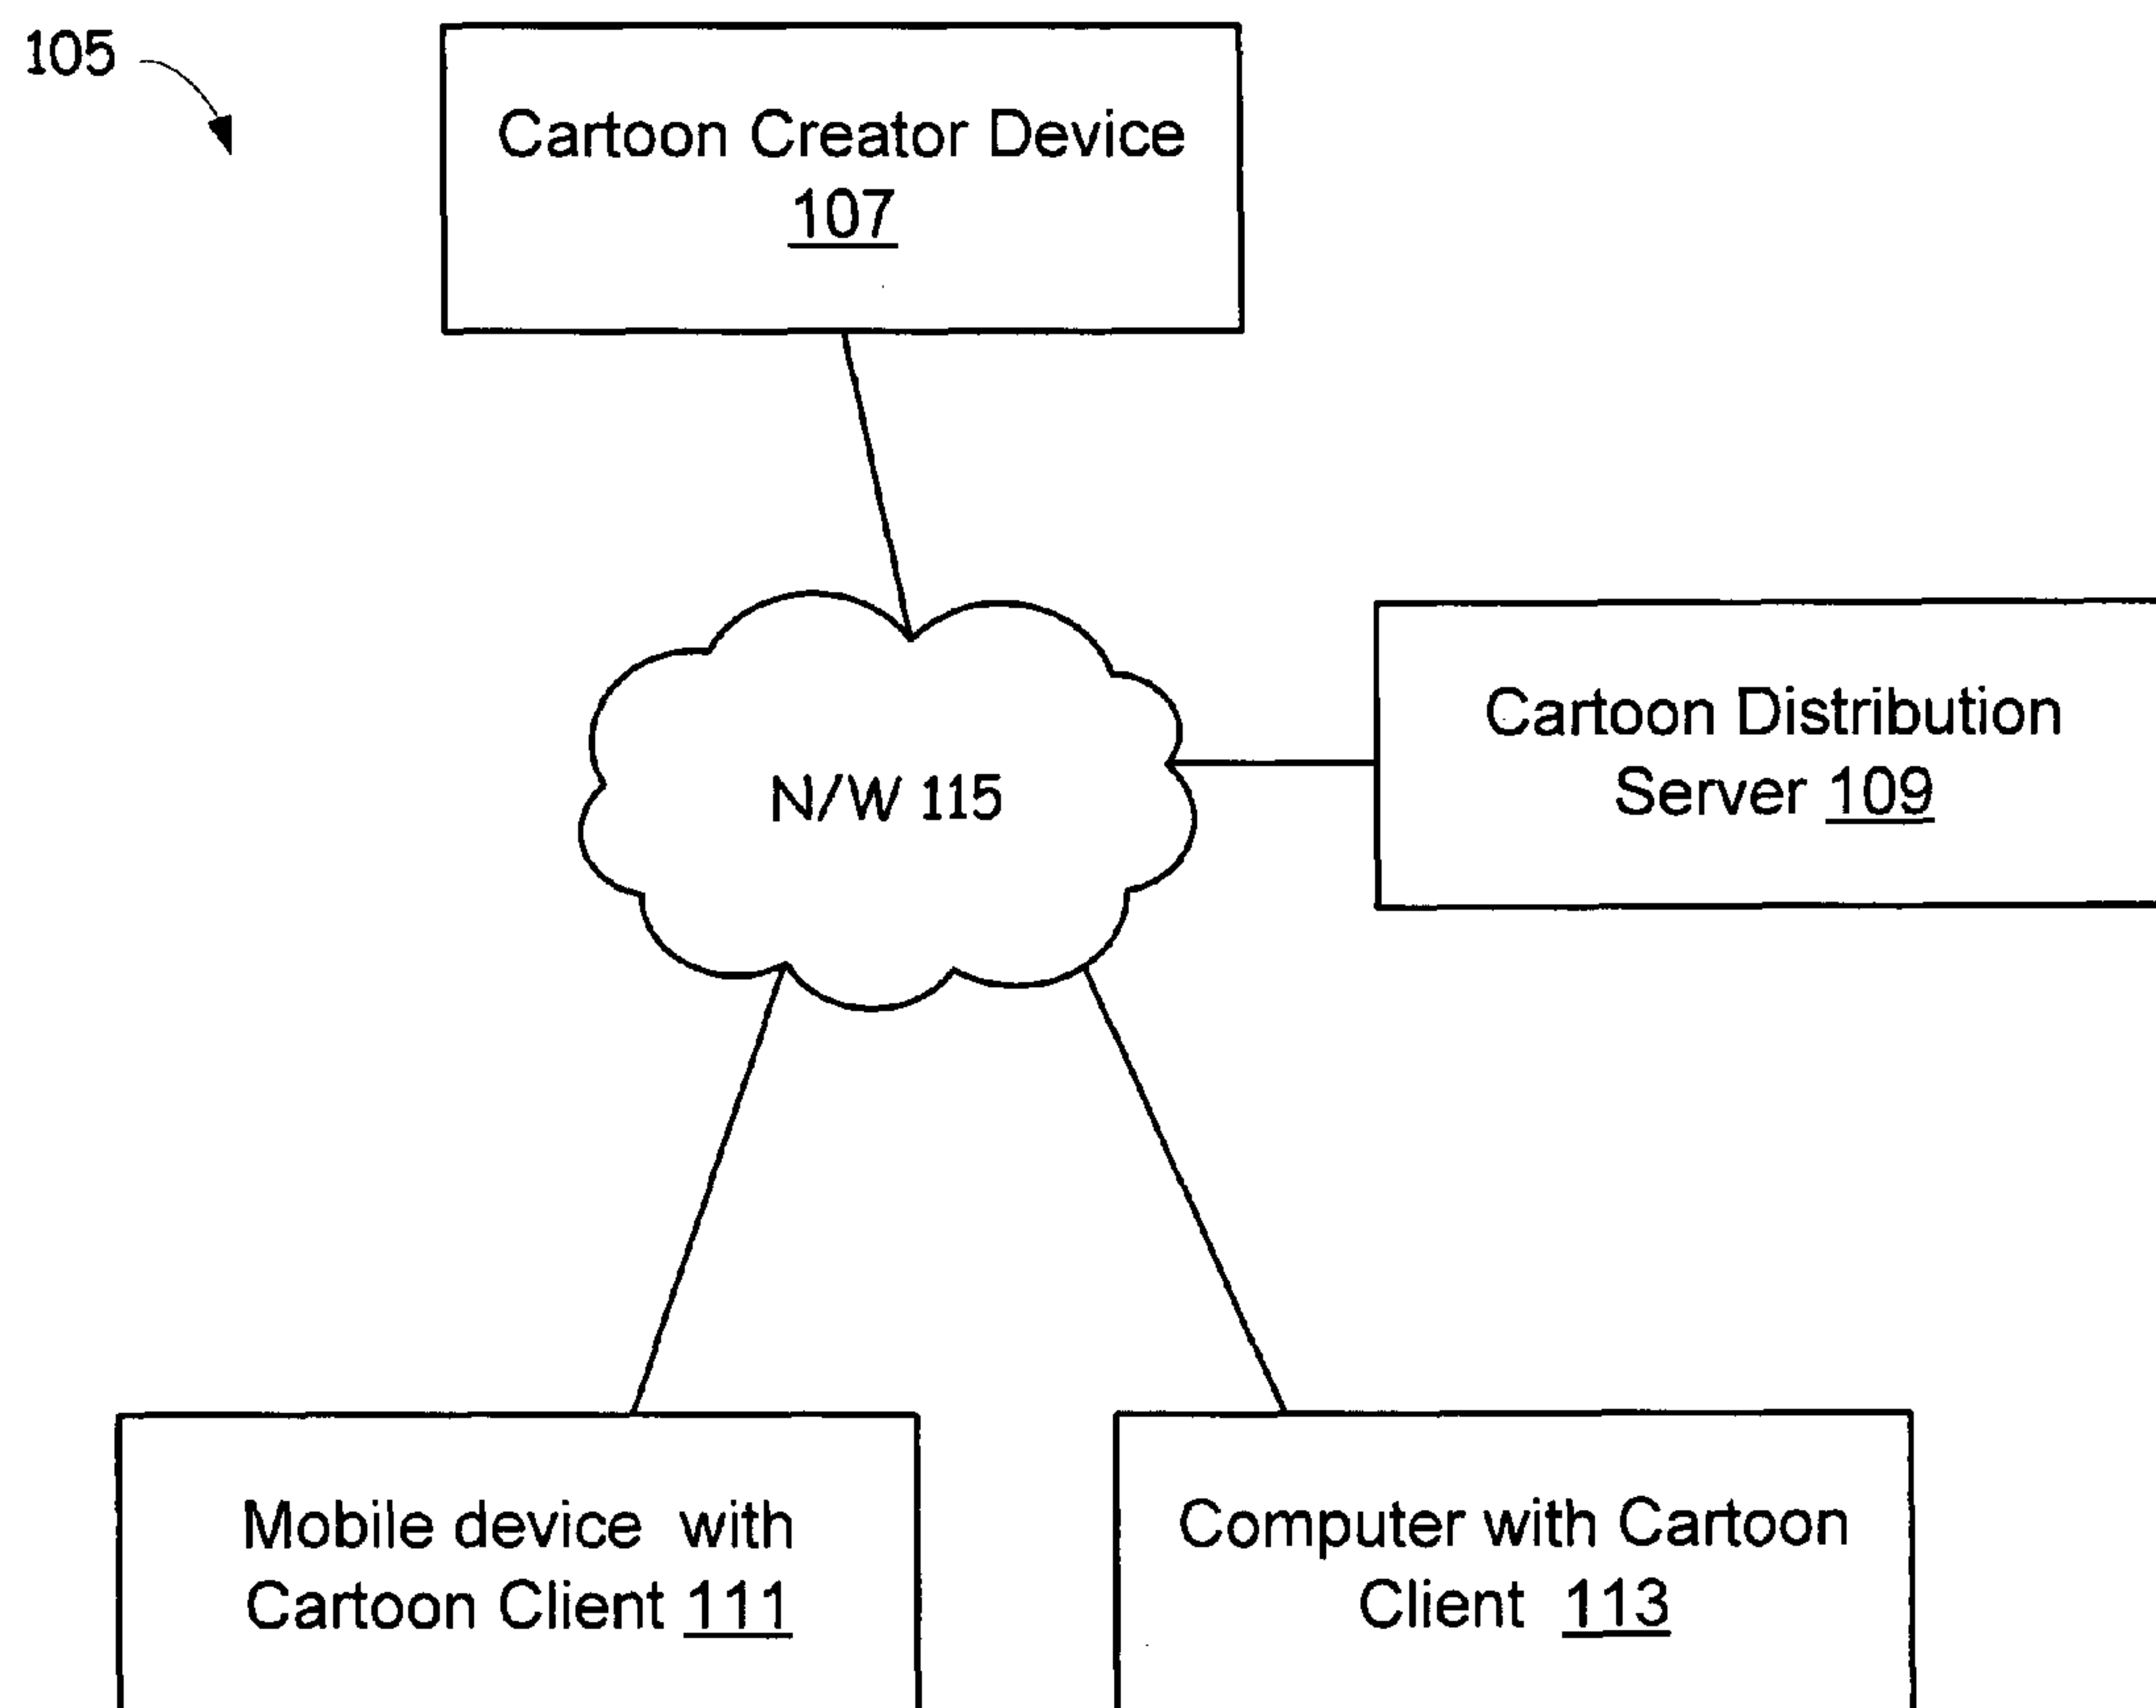 105
Cartoon Creator Device
107
N/W 115
Cartoon Distribution
Server 109
Mobile device with
Cartoon Client 111
Computer with Cartoon
Client 113